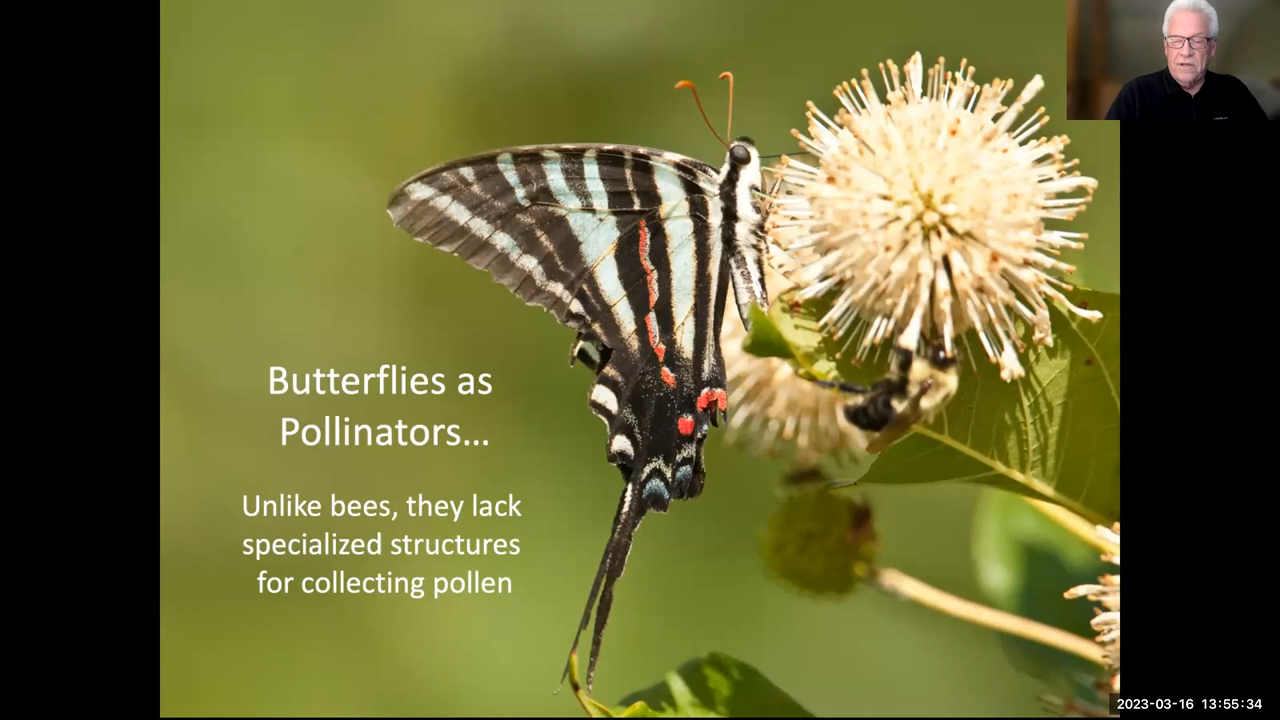 Butterflies as
Pollinators...
Unlike bees, they lack
specialized structures
for collecting pollen
2023-03-16 13:55:34